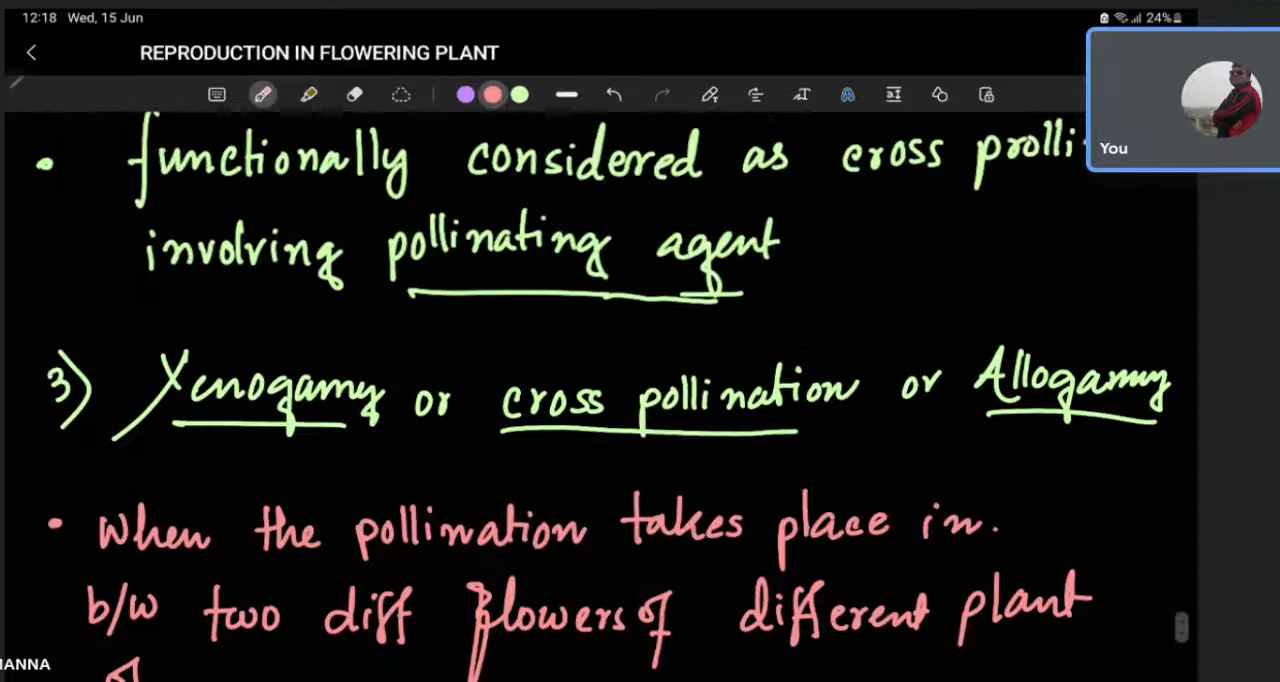 12:18 Wed, 15 Jun
24%
REPRODUCTION IN FLOWERING PLANT
You
• functionally considered as cross prolli
involving pollinating agent
3) Xenogamy or cross pollination or Allogamy
• When the pollination takes place in.
b/w two diff flowers of different plant
of
IANNA